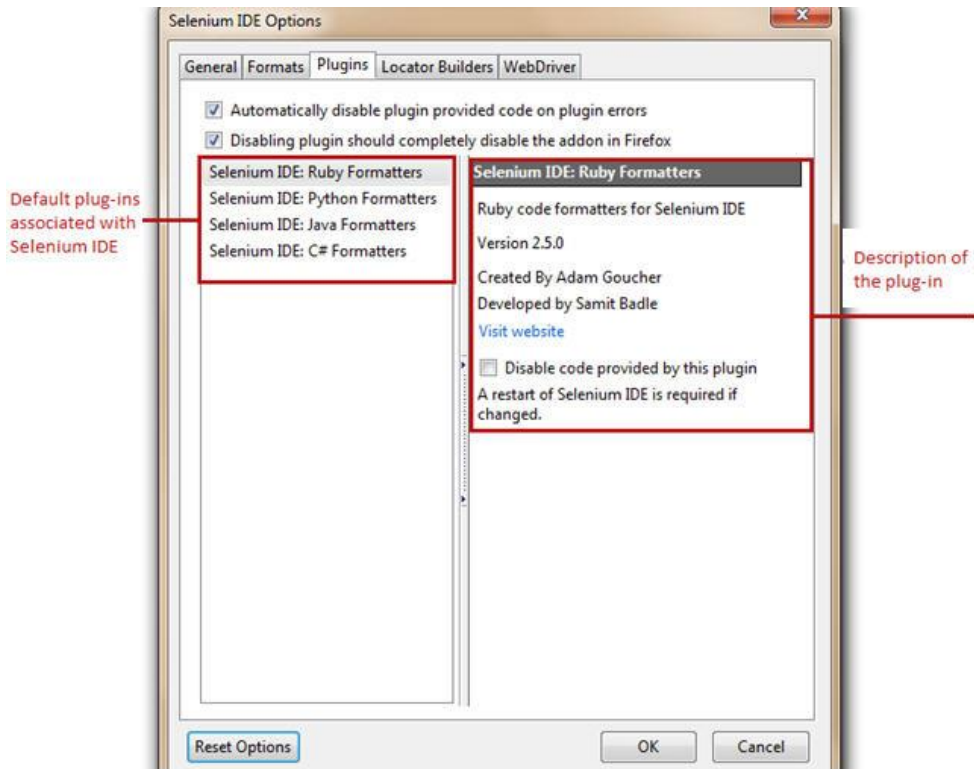 Selenium IDE Options
General Formats Plugins Locator Builders WebDriver
Automatically disable plugin provided code on plugin errors
Disabling plugin should completely disable the addon in Firefox
Default plug-ins
associated with
Selenium IDE
Selenium IDE: Ruby Formatters
Selenium IDE: Python Formatters
Selenium IDE: Java Formatters
Selenium IDE: C# Formatters
Selenium IDE: Ruby Formatters
Ruby code formatters for Selenium IDE
Version 2.5.0
Created By Adam Goucher
Developed by Samit Badle
Visit website
Disable code provided by this plugin
A restart of Selenium IDE is required if
changed.
Description of
the plug-in
Reset Options
OK Cancel